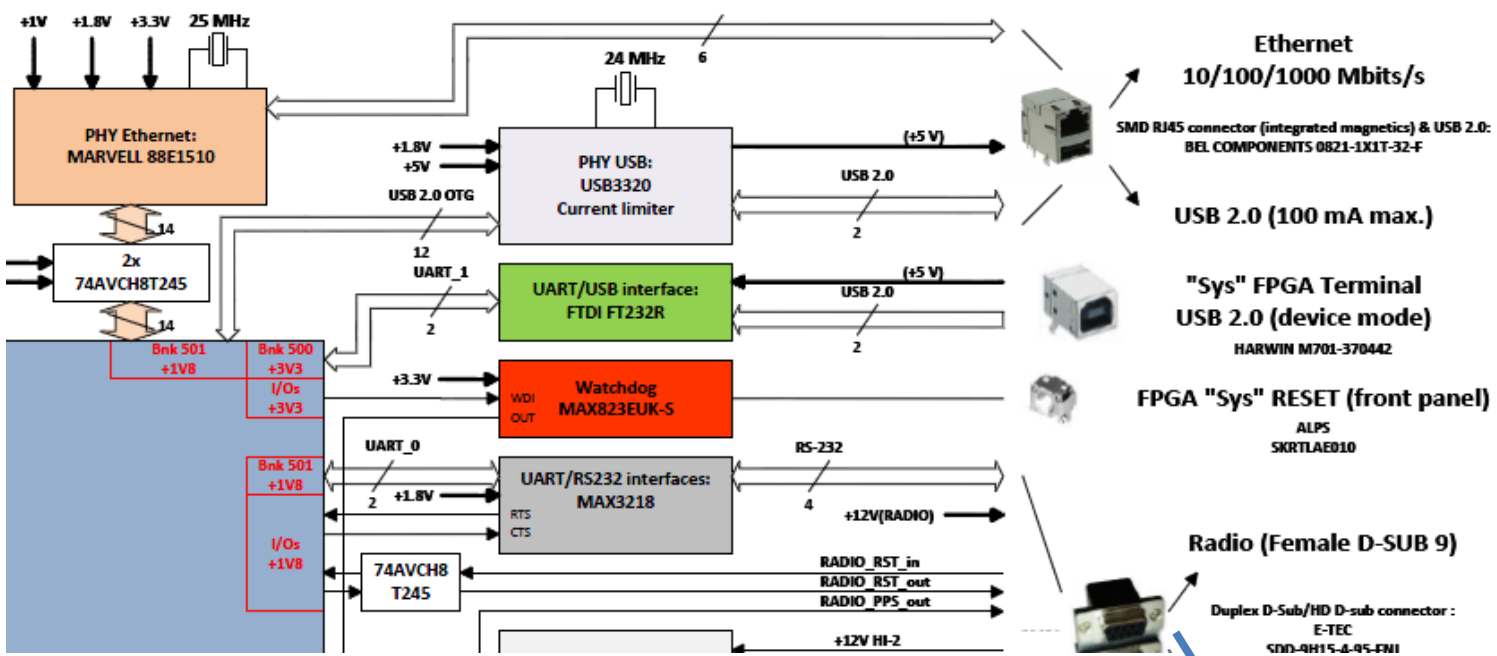 +1V
+1.8V
+3.3V
25 MHz
6
24 MHz
Ethernet
10/100/1000 Mbits/s
SMD RJ45 connector (integrated magnetics) & USB 2.0:
BEL COMPONENTS 0821-1X1T-32-F
USB 2.0 (100 mA max.)
PHY Ethernet:
MARVELL 88E1510
14
2x
74AVCH8T245
14
+1.8V
+5V
USB 2.0 OTG
12
PHY USB:
USB3320
Current limiter
(+5 V)
USB 2.0
2
UART_1
2
UART/USB interface:
FTDI FT232R
(+5 V)
USB 2.0
2
"Sys" FPGA Terminal
USB 2.0 (device mode)
HARWIN M701-370442
Bnk 501
+1V8
Bnk 500
+3V3
I/Os
+3V3
+3.3V
WDI
OUT
Watchdog
MAX823EUK-S
FPGA "Sys" RESET (front panel)
ALPS
SKRTLAE010
Bnk 501
+1V8
I/Os
+1V8
UART_0
2
+1.8V
UART/RS232 interfaces:
MAX3218
RTS
CTS
RS-232
4
+12V(RADIO)
74AVCH8
T245
RADIO_RST_in
RADIO_RST_out
RADIO_PPS_out
+12V HI-2
Radio (Female D-SUB 9)
Duplex D-Sub/HD D-sub connector :
E-TEC
SDD-9H15-4-95-FNJ